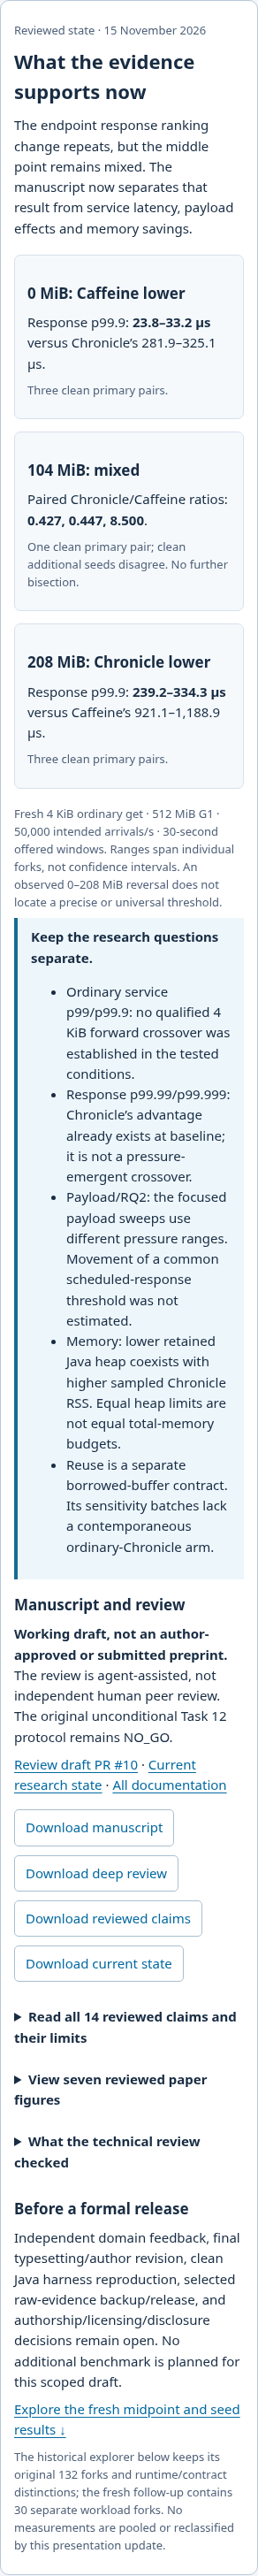 Reviewed state · 15 November 2026
What the evidence
supports now
The endpoint response ranking
change repeats, but the middle
point remains mixed. The
manuscript now separates that
result from service latency, payload
effects and memory savings.
0 MiB: Caffeine lower
Response p99.9: 23.8–33.2 µs
versus Chronicle’s 281.9–325.1
µs.
Three clean primary pairs.
104 MiB: mixed
Paired Chronicle/Caffeine ratios:
0.427, 0.447, 8.500.
One clean primary pair; clean
additional seeds disagree. No further
bisection.
208 MiB: Chronicle lower
Response p99.9: 239.2–334.3 µs
versus Caffeine’s 921.1–1,188.9
µs.
Three clean primary pairs.
Fresh 4 KiB ordinary get · 512 MiB G1 ·
50,000 intended arrivals/s · 30-second
offered windows. Ranges span individual
forks, not confidence intervals. An
observed 0–208 MiB reversal does not
locate a precise or universal threshold.
Keep the research questions
separate.
• Ordinary service
p99/p99.9: no qualified 4
KiB forward crossover was
established in the tested
conditions.
• Response p99.99/p99.999:
Chronicle’s advantage
already exists at baseline;
it is not a pressure-
emergent crossover.
• Payload/RQ2: the focused
payload sweeps use
different pressure ranges.
Movement of a common
scheduled-response
threshold was not
estimated.
• Memory: lower retained
Java heap coexists with
higher sampled Chronicle
RSS. Equal heap limits are
not equal total-memory
budgets.
• Reuse is a separate
borrowed-buffer contract.
Its sensitivity batches lack
a contemporaneous
ordinary-Chronicle arm.
Manuscript and review
Working draft, not an author-
approved or submitted preprint.
The review is agent-assisted, not
independent human peer review.
The original unconditional Task 12
protocol remains NO_GO.
Review draft PR #10 · Current
research state · All documentation
Download manuscript
Download deep review
Download reviewed claims
Download current state
▶ Read all 14 reviewed claims and
their limits
▶ View seven reviewed paper
figures
▶ What the technical review
checked
Before a formal release
Independent domain feedback, final
typesetting/author revision, clean
Java harness reproduction, selected
raw-evidence backup/release, and
authorship/licensing/disclosure
decisions remain open. No
additional benchmark is planned for
this scoped draft.
Explore the fresh midpoint and seed
results ↓
The historical explorer below keeps its
original 132 forks and runtime/contract
distinctions; the fresh follow-up contains
30 separate workload forks. No
measurements are pooled or reclassified
by this presentation update.